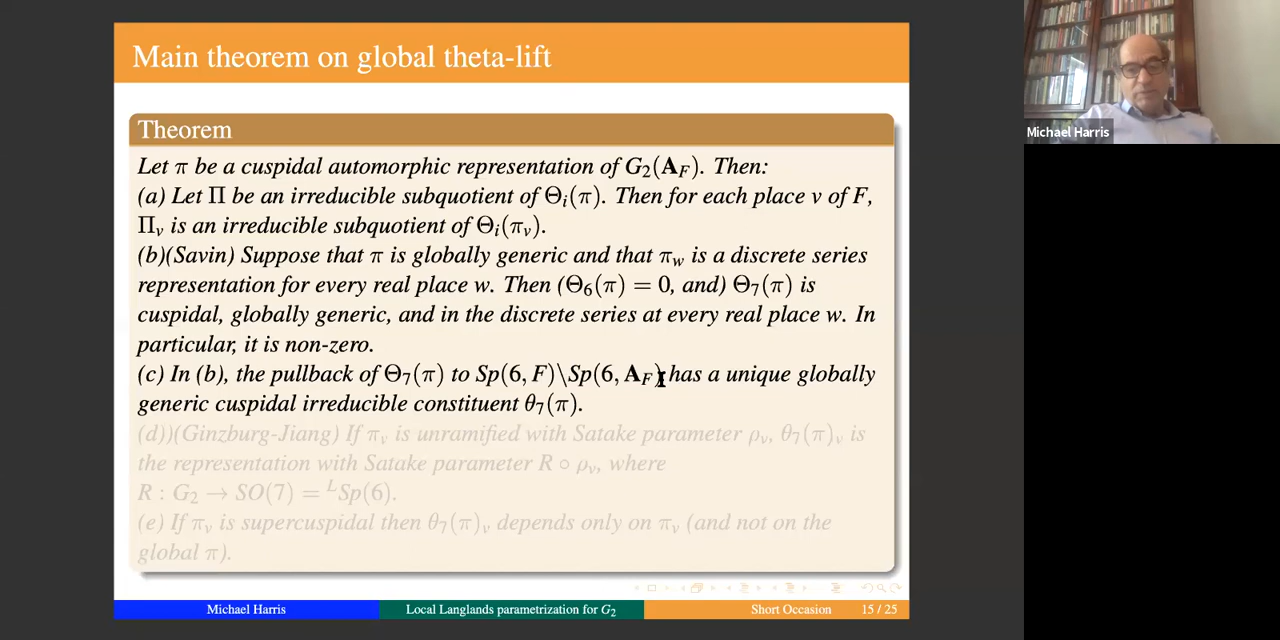 Main theorem on global theta-lift
Theorem
Let π be a cuspidal automorphic representation of G₂(A_F). Then:
(a) Let Π be an irreducible subquotient of Θ_i(π). Then for each place v of F,
Π_v is an irreducible subquotient of Θ_i(π_v).
(b)(Savin) Suppose that π is globally generic and that π_w is a discrete series
representation for every real place w. Then (Θ₆(π) = 0, and) Θ₇(π) is
cuspidal, globally generic, and in the discrete series at every real place w. In
particular, it is non-zero.
(c) In (b), the pullback of Θ₇(π) to Sp(6, F)\Sp(6, A_F) has a unique globally
generic cuspidal irreducible constituent θ₇(π).
(d))(Ginzburg-Jiang) If π_v is unramified with Satake parameter ρ_v, θ₇(π)_v is
the representation with Satake parameter R ∘ ρ_v, where
R : G₂ → SO(7) = ᴸSp(6).
(e) If π_v is supercuspidal then θ₇(π)_v depends only on π_v (and not on the
global π).
Michael Harris
Local Langlands parametrization for G₂
Short Occasion
15 / 25
Michael Harris